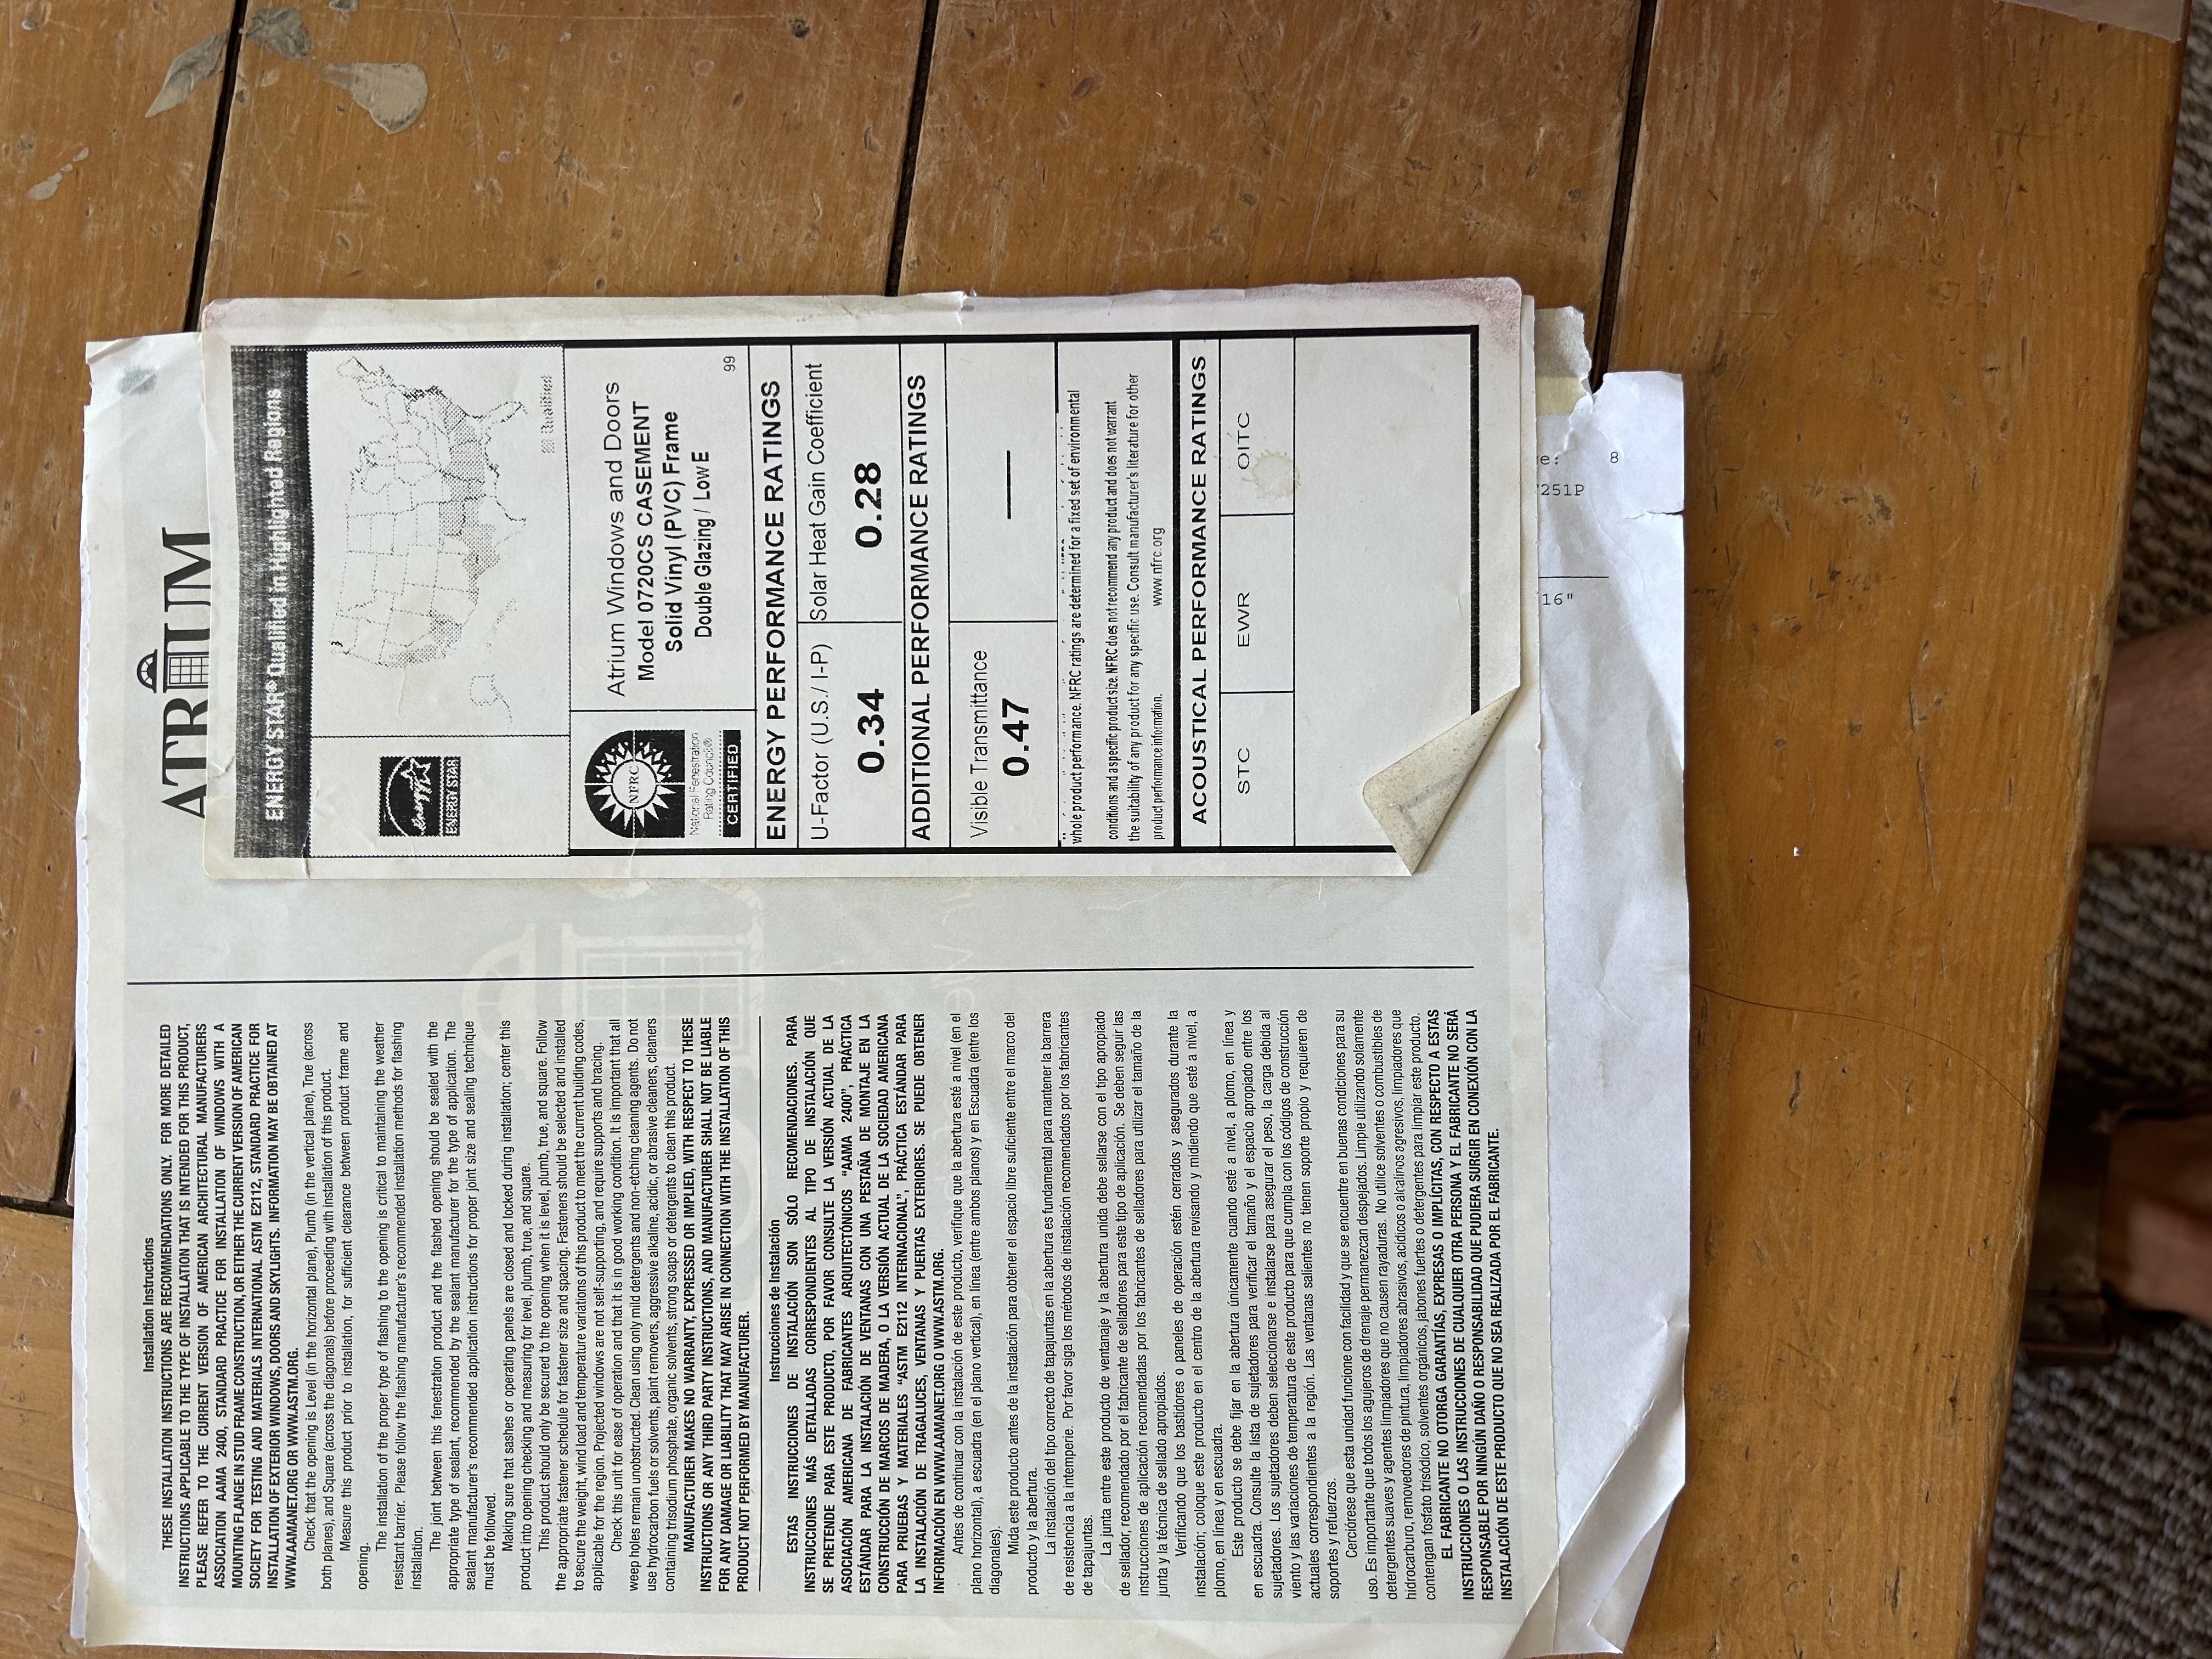 ATRIUM
ENERGY STAR® Qualified in Highlighted Regions
ENERGY STAR
Qualified
NFRC
National Fenestration
Rating Council®
CERTIFIED
Atrium Windows and Doors
Model 0720CS CASEMENT
Solid Vinyl (PVC) Frame
Double Glazing / Low E
99
ENERGY PERFORMANCE RATINGS
U-Factor (U.S./ I-P)
0.34
Solar Heat Gain Coefficient
0.28
ADDITIONAL PERFORMANCE RATINGS
Visible Transmittance
0.47
—
whole product performance. NFRC ratings are determined for a fixed set of environmental
conditions and a specific product size. NFRC does not recommend any product and does not warrant
the suitability of any product for any specific use. Consult manufacturer's literature for other
product performance information. www.nfrc.org
ACOUSTICAL PERFORMANCE RATINGS
STC EWR OITC
e: 8
251P
16"
Installation Instructions
THESE INSTALLATION INSTRUCTIONS ARE RECOMMENDATIONS ONLY. FOR MORE DETAILED
INSTRUCTIONS APPLICABLE TO THE TYPE OF INSTALLATION THAT IS INTENDED FOR THIS PRODUCT,
PLEASE REFER TO THE CURRENT VERSION OF AMERICAN ARCHITECTURAL MANUFACTURERS
ASSOCIATION AAMA 2400, STANDARD PRACTICE FOR INSTALLATION OF WINDOWS WITH A
MOUNTING FLANGE IN STUD FRAME CONSTRUCTION, OR EITHER THE CURRENT VERSION OF AMERICAN
SOCIETY FOR TESTING AND MATERIALS INTERNATIONAL ASTM E2112, STANDARD PRACTICE FOR
INSTALLATION OF EXTERIOR WINDOWS, DOORS AND SKYLIGHTS. INFORMATION MAY BE OBTAINED AT
WWW.AAMANET.ORG OR WWW.ASTM.ORG.
Check that the opening is Level (in the horizontal plane), Plumb (in the vertical plane), True (across
both planes), and Square (across the diagonals) before proceeding with installation of this product.
Measure this product prior to installation, for sufficient clearance between product frame and
opening.
The installation of the proper type of flashing to the opening is critical to maintaining the weather
resistant barrier. Please follow the flashing manufacturer's recommended installation methods for flashing
installation.
The joint between this fenestration product and the flashed opening should be sealed with the
appropriate type of sealant, recommended by the sealant manufacturer for the type of application. The
sealant manufacturer's recommended application instructions for proper joint size and sealing technique
must be followed.
Making sure that sashes or operating panels are closed and locked during installation; center this
product into opening checking and measuring for level, plumb, true, and square.
This product should only be secured to the opening when it is level, plumb, true, and square. Follow
the appropriate fastener schedule for fastener size and spacing. Fasteners should be selected and installed
to secure the weight, wind load and temperature variations of this product to meet the current building codes,
applicable for the region. Projected windows are not self-supporting, and require supports and bracing.
Check this unit for ease of operation and that it is in good working condition. It is important that all
weep holes remain unobstructed. Clean using only mild detergents and non-etching cleaning agents. Do not
use hydrocarbon fuels or solvents, paint removers, aggressive alkaline, acidic, or abrasive cleaners, cleaners
containing trisodium phosphate, organic solvents, strong soaps or detergents to clean this product.
MANUFACTURER MAKES NO WARRANTY, EXPRESSED OR IMPLIED, WITH RESPECT TO THESE
INSTRUCTIONS OR ANY THIRD PARTY INSTRUCTIONS, AND MANUFACTURER SHALL NOT BE LIABLE
FOR ANY DAMAGE OR LIABILITY THAT MAY ARISE IN CONNECTION WITH THE INSTALLATION OF THIS
PRODUCT NOT PERFORMED BY MANUFACTURER.
Instrucciones de Instalación
ESTAS INSTRUCCIONES DE INSTALACIÓN SON SÓLO RECOMENDACIONES. PARA
INSTRUCCIONES MÁS DETALLADAS CORRESPONDIENTES AL TIPO DE INSTALACIÓN QUE
SE PRETENDE PARA ESTE PRODUCTO, POR FAVOR CONSULTE LA VERSIÓN ACTUAL DE LA
ASOCIACIÓN AMERICANA DE FABRICANTES ARQUITECTÓNICOS "AAMA 2400", PRÁCTICA
ESTÁNDAR PARA LA INSTALACIÓN DE VENTANAS CON UNA PESTAÑA DE MONTAJE EN LA
CONSTRUCCIÓN DE MARCOS DE MADERA, O LA VERSIÓN ACTUAL DE LA SOCIEDAD AMERICANA
PARA PRUEBAS Y MATERIALES "ASTM E2112 INTERNACIONAL", PRÁCTICA ESTÁNDAR PARA
LA INSTALACIÓN DE TRAGALUCES, VENTANAS Y PUERTAS EXTERIORES. SE PUEDE OBTENER
INFORMACIÓN EN WWW.AAMANET.ORG O WWW.ASTM.ORG.
Antes de continuar con la instalación de este producto, verifique que la abertura esté a nivel (en el
plano horizontal), a escuadra (en el plano vertical), en línea (entre ambos planos) y en Escuadra (entre los
diagonales).
Mida este producto antes de la instalación para obtener el espacio libre suficiente entre el marco del
producto y la abertura.
La instalación del tipo correcto de tapajuntas en la abertura es fundamental para mantener la barrera
de resistencia a la intemperie. Por favor siga los métodos de instalación recomendados por los fabricantes
de tapajuntas.
La junta entre este producto de ventanaje y la abertura unida debe sellarse con el tipo apropiado
de sellador, recomendado por el fabricante de selladores para este tipo de aplicación. Se deben seguir las
instrucciones de aplicación recomendadas por los fabricantes de selladores para utilizar el tamaño de la
junta y la técnica de sellado apropiados.
Verificando que los bastidores o paneles de operación estén cerrados y asegurados durante la
instalación; coloque este producto en el centro de la abertura revisando y midiendo que esté a nivel, a
plomo, en línea y en escuadra.
Este producto se debe fijar en la abertura únicamente cuando esté a nivel, a plomo, en línea y
en escuadra. Consulte la lista de sujetadores para verificar el tamaño y el espacio apropiado entre los
sujetadores. Los sujetadores deben seleccionarse e instalarse para asegurar el peso, la carga debida al
viento y las variaciones de temperatura de este producto para que cumpla con los códigos de construcción
actuales correspondientes a la región. Las ventanas salientes no tienen soporte propio y requieren de
soportes y refuerzos.
Cerciórese que esta unidad funcione con facilidad y que se encuentre en buenas condiciones para su
uso. Es importante que todos los agujeros de drenaje permanezcan despejados. Limpie utilizando solamente
detergentes suaves y agentes limpiadores que no causen rayaduras. No utilice solventes o combustibles de
hidrocarburo, removedores de pintura, limpiadores abrasivos, acídicos o alcalinos agresivos, limpiadores que
contengan fosfato trisódico, solventes orgánicos, jabones fuertes o detergentes para limpiar este producto.
EL FABRICANTE NO OTORGA GARANTÍAS, EXPRESAS O IMPLÍCITAS, CON RESPECTO A ESTAS
INSTRUCCIONES O LAS INSTRUCCIONES DE CUALQUIER OTRA PERSONA Y EL FABRICANTE NO SERÁ
RESPONSABLE POR NINGÚN DAÑO O RESPONSABILIDAD QUE PUDIERA SURGIR EN CONEXIÓN CON LA
INSTALACIÓN DE ESTE PRODUCTO QUE NO SEA REALIZADA POR EL FABRICANTE.